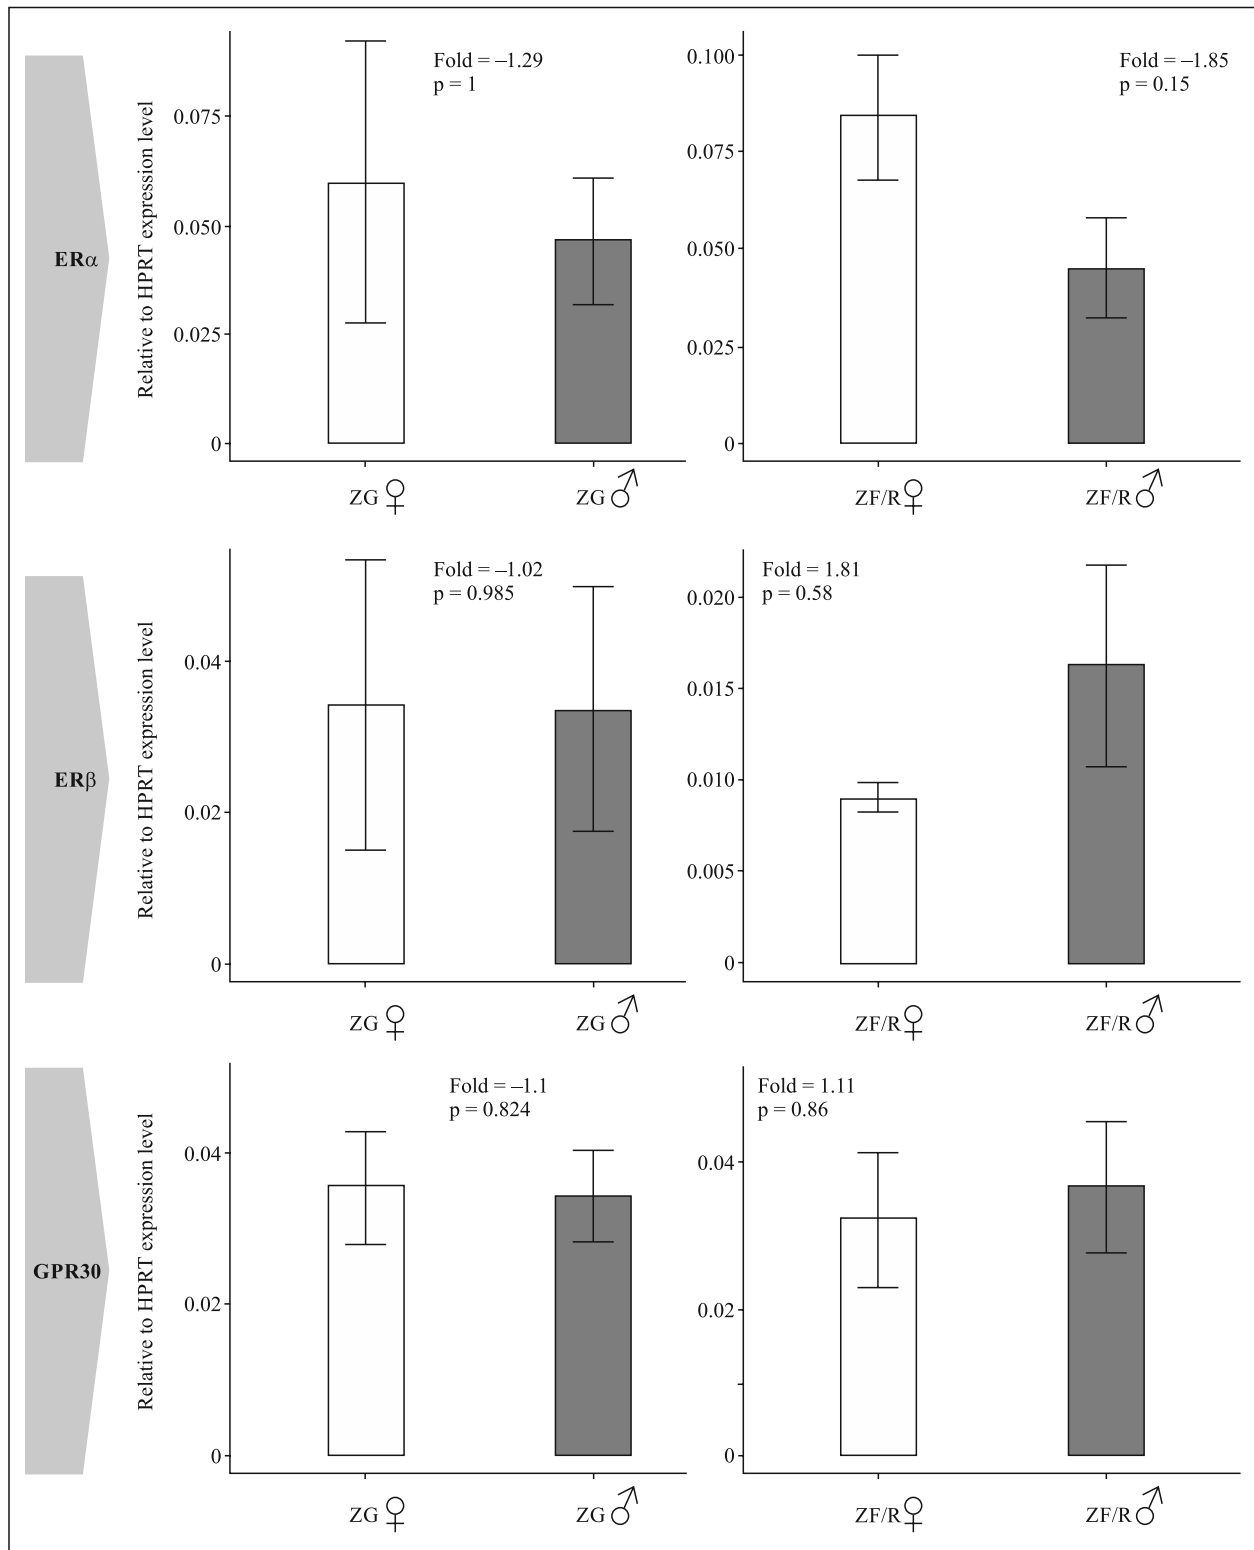 ERα
Relative to HPRT expression level
0.075
0.050
0.025
0
Fold = –1.29
p = 1
ZG ♀
ZG ♂
0.100
0.075
0.050
0.025
0
Fold = –1.85
p = 0.15
ZF/R ♀
ZF/R ♂
ERβ
Relative to HPRT expression level
0.04
0.02
0
Fold = –1.02
p = 0.985
ZG ♀
ZG ♂
0.020
0.015
0.010
0.005
0
Fold = 1.81
p = 0.58
ZF/R ♀
ZF/R ♂
GPR30
Relative to HPRT expression level
0.04
0.02
0
Fold = –1.1
p = 0.824
ZG ♀
ZG ♂
0.04
0.02
0
Fold = 1.11
p = 0.86
ZF/R ♀
ZF/R ♂